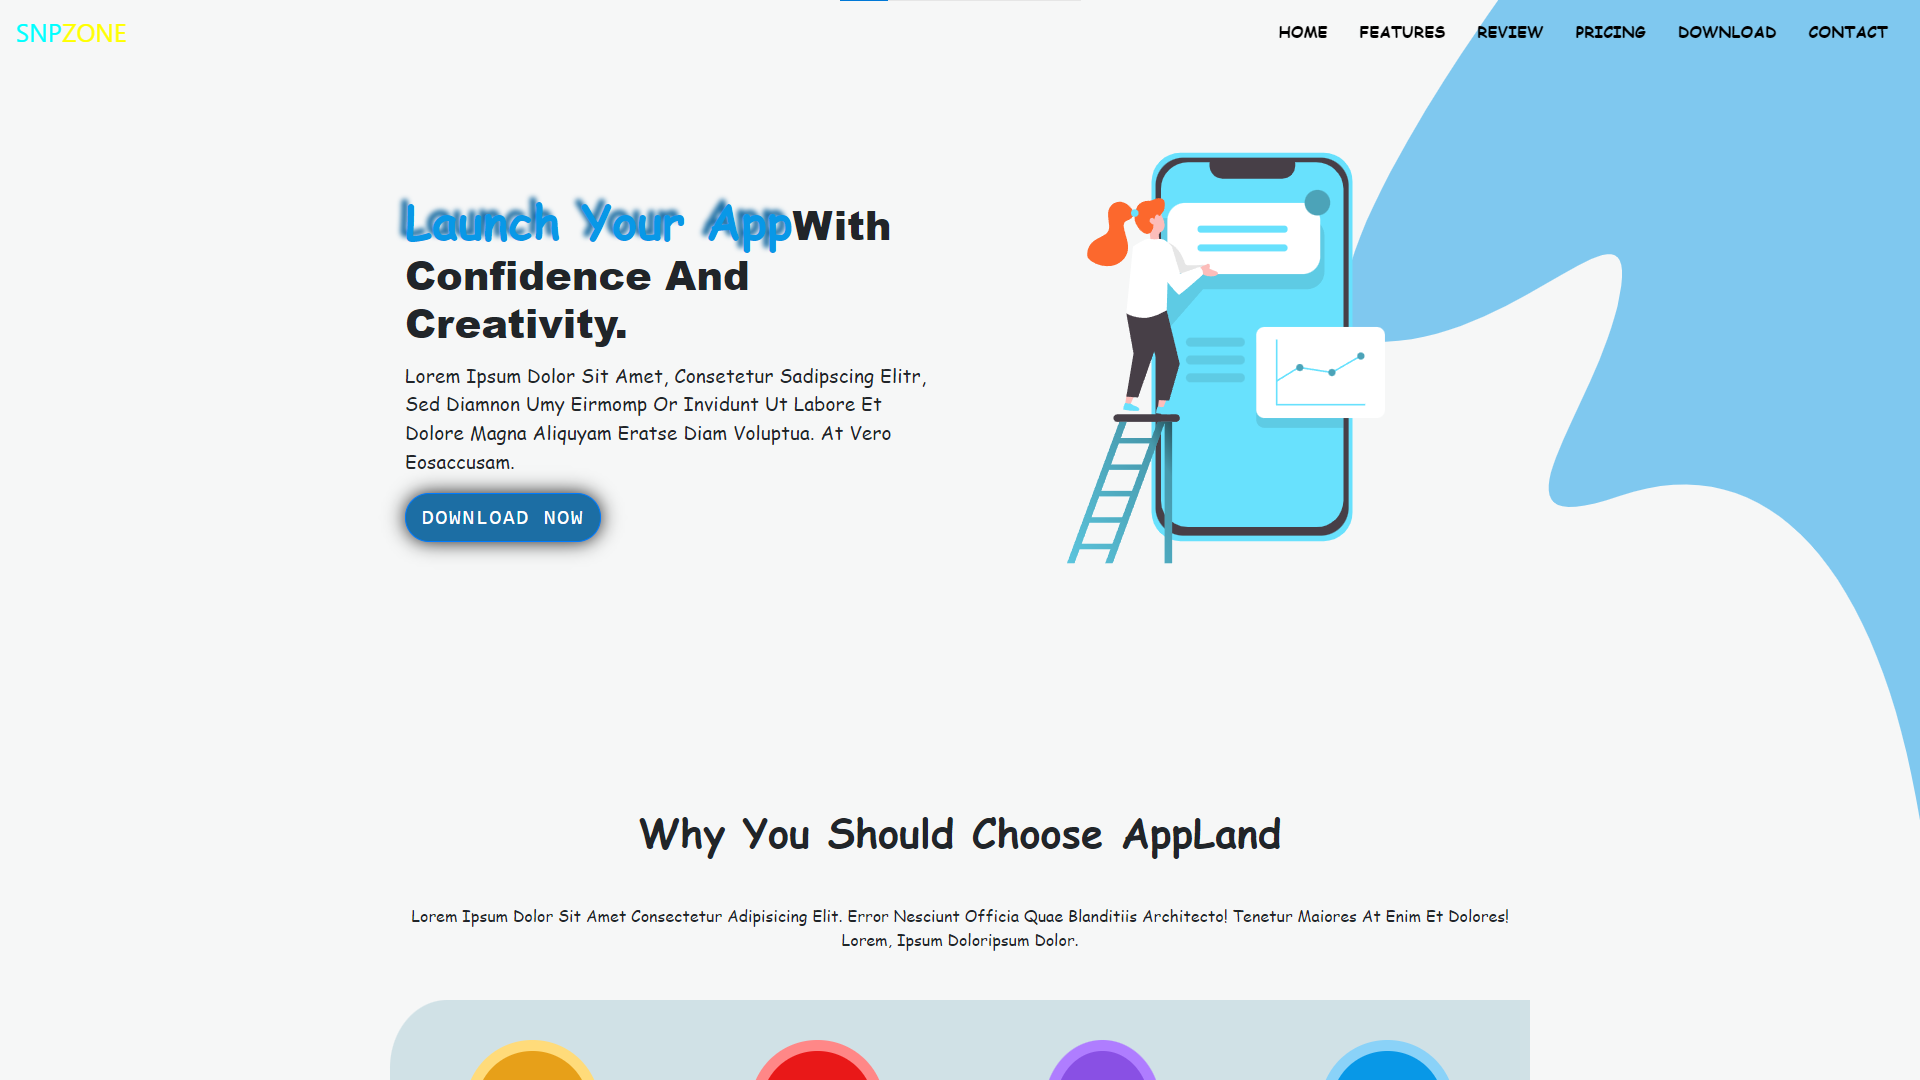 SNPZONE
HOME FEATURES REVIEW PRICING DOWNLOAD CONTACT
Launch Your AppWith
Confidence And
Creativity.
Lorem Ipsum Dolor Sit Amet, Consetetur Sadipscing Elitr,
Sed Diamnon Umy Eirmomp Or Invidunt Ut Labore Et
Dolore Magna Aliquyam Eratse Diam Voluptua. At Vero
Eosaccusam.
DOWNLOAD NOW
Why You Should Choose AppLand
Lorem Ipsum Dolor Sit Amet Consectetur Adipisicing Elit. Error Nesciunt Officia Quae Blanditiis Architecto! Tenetur Maiores At Enim Et Dolores!
Lorem, Ipsum Doloripsum Dolor.